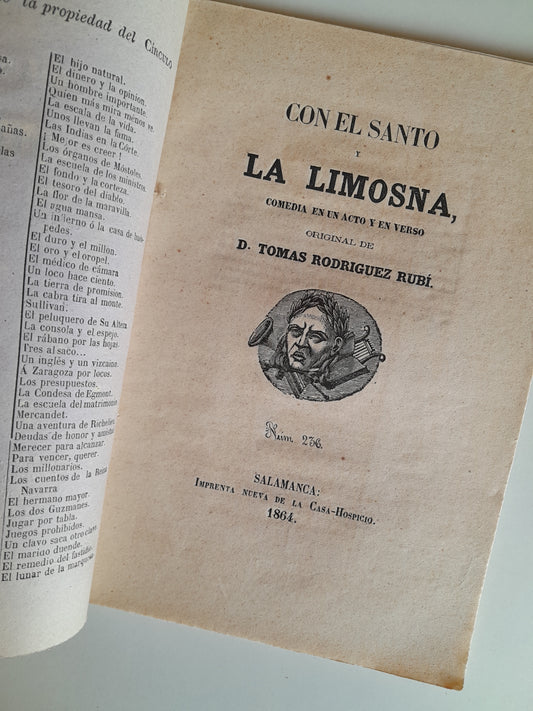 la propiedad del Círculo
El bijo natural.
El dinero y la opinion.
Un hombre importante.
Quien más mira ménos ve.
La escala de la vida.
Unos llevan la fama.
Las Indias en la Córte.
¡ Mejor es creer !
Los órganos de Móstoles.
La escuela de los ministros.
El fondo y la corteza.
El tesoro del diablo.
La flor de la maravilla.
El agua mansa.
Un infierno ó la casa de hués-
pedes.
El duro y el millon.
El oro y el oropel.
El médico de cámara
Un loco hace ciento.
La tierra de promision.
La cabra tira al monte.
Sullivan.
El peluquero de Su Alteza
La consola y el espejo.
El rábano por las hojas.
Tres al saco...
Un inglés y un vizcaino.
Á Zaragoza por locos.
Los presupuestos.
La Condesa de Egmont.
La escuela del matrimonio
Mercandet.
Una aventura de Richelieu
Deudas de honor y amistad
Merecer para alcanzar.
Para vencer, querer.
Los millonarios.
Los cuentos de la Reina
Navarra
El hermano mayor.
Los dos Guzmanes.
Jugar por tabla.
Juegos prohibidos.
Un clavo saca otro clavo.
El marido duende.
El remedio del fastidio.
El lunar de la marquesa
añas.
las
CON EL SANTO
Y
LA LIMOSNA,
COMEDIA EN UN ACTO Y EN VERSO
ORIGINAL DE
D. TOMAS RODRIGUEZ RUBÍ.
Núm. 236.
SALAMANCA:
IMPRENTA NUEVA DE LA CASA-HOSPICIO.
1864.